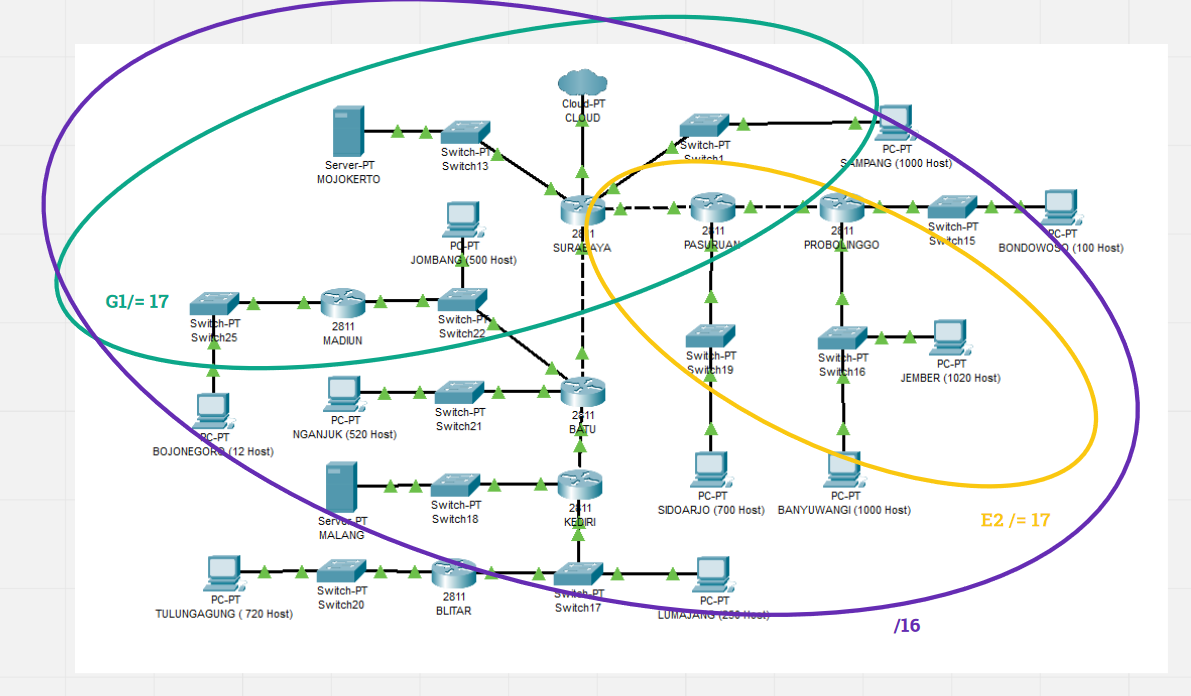 Cloud-PT
CLOUD
Server-PT
MOJOKERTO
Switch-PT
Switch13
Switch-PT
Switch1
PC-PT
SAMPANG (1000 Host)
2811
SURABAYA
2811
PASURUAN
2811
PROBOLINGGO
Switch-PT
Switch15
PC-PT
BONDOWOSO (100 Host)
PC-PT
JOMBANG (500 Host)
G1/= 17
Switch-PT
Switch25
2811
MADIUN
Switch-PT
Switch22
Switch-PT
Switch19
Switch-PT
Switch16
PC-PT
JEMBER (1020 Host)
PC-PT
BOJONEGORO (12 Host)
PC-PT
NGANJUK (520 Host)
Switch-PT
Switch21
2811
BATU
Server-PT
MALANG
Switch-PT
Switch18
2811
KEDIRI
PC-PT
SIDOARJO (700 Host)
PC-PT
BANYUWANGI (1000 Host)
E2 /= 17
PC-PT
TULUNGAGUNG ( 720 Host)
Switch-PT
Switch20
2811
BLITAR
Switch-PT
Switch17
PC-PT
LUMAJANG (250 Host)
/16